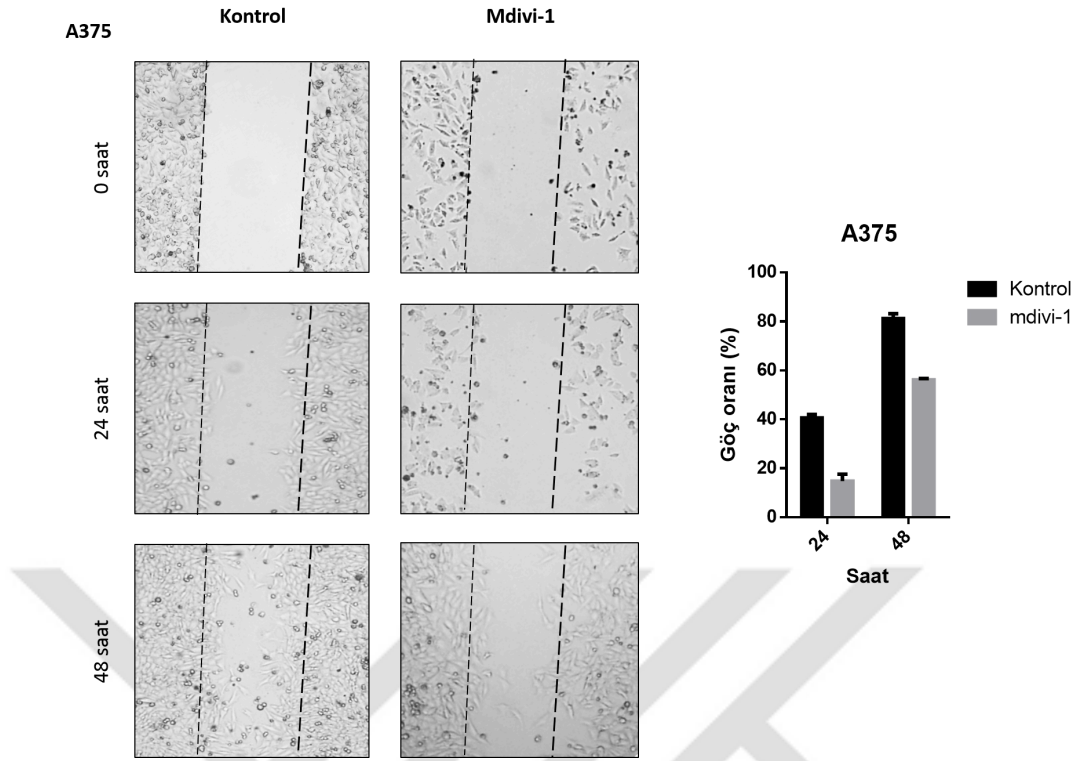 A375
Kontrol
Mdivi-1
0 saat
24 saat
48 saat
A375
Göç oranı (%)
100
80
60
40
20
0
24
48
Saat
Kontrol
mdivi-1